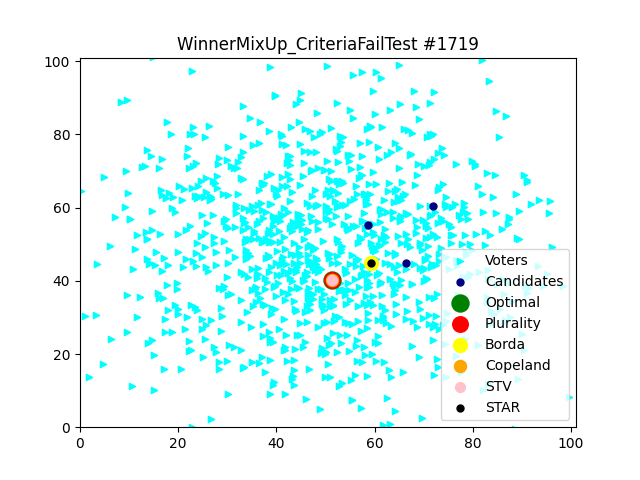 WinnerMixUp_CriteriaFailTest #1719
100
80
60
40
20
0
0 20 40 60 80 100
Voters
Candidates
Optimal
Plurality
Borda
Copeland
STV
STAR